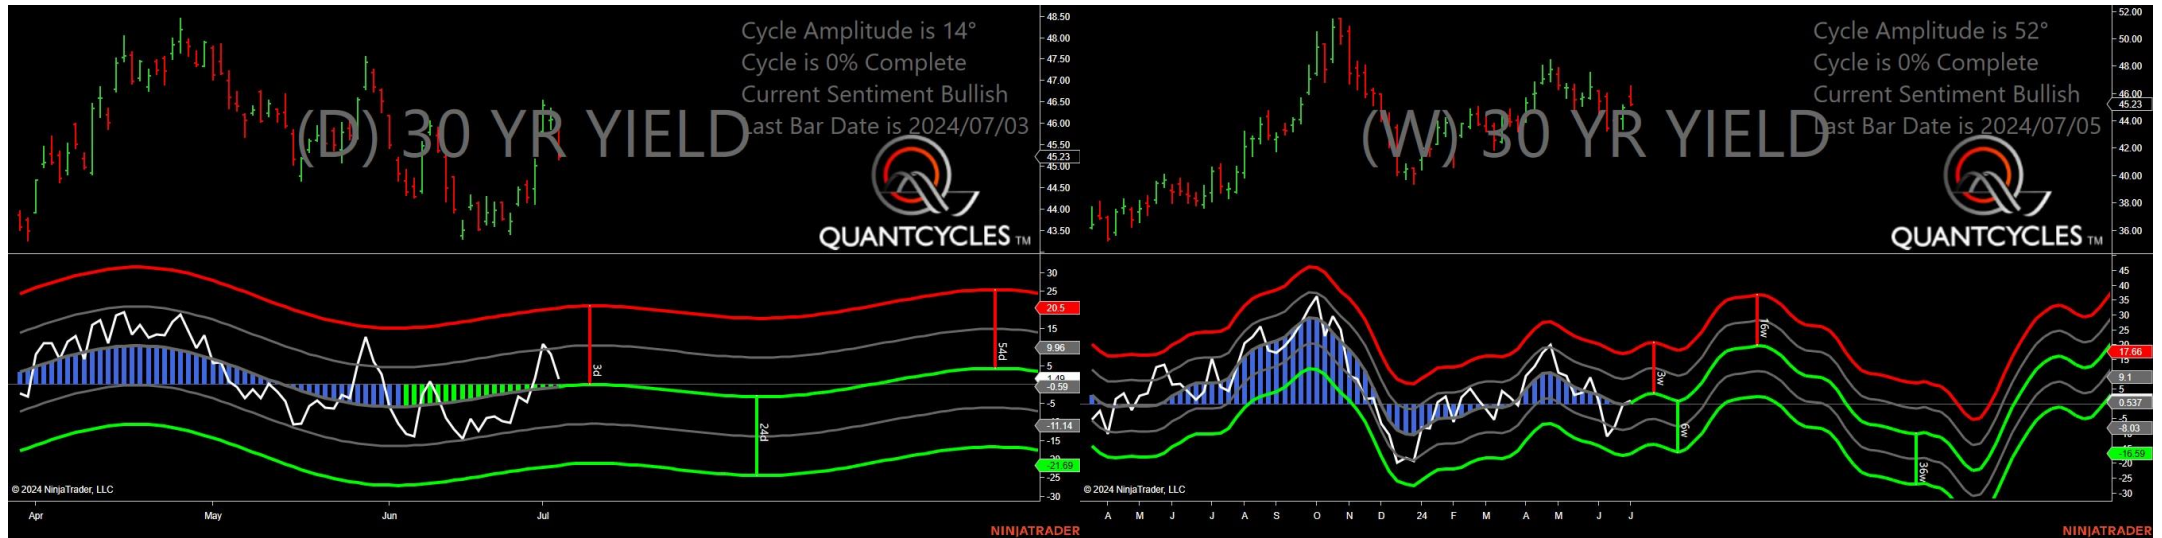 Cycle Amplitude is 14°
Cycle is 0% Complete
Current Sentiment Bullish
Last Bar Date is 2024/07/03
(D) 30 YR YIELD
QUANTCYCLES TM
48.50
48.00
47.50
47.00
46.50
46.00
45.50
45.23
45.00
44.50
44.00
43.50
30
25
20.5
15
9.96
5
1.49
-0.59
-5
-11.14
-15
-21.69
-25
-30
3d
24d
54d
© 2024 NinjaTrader, LLC
Apr May Jun Jul
NINJATRADER
Cycle Amplitude is 52°
Cycle is 0% Complete
Current Sentiment Bullish
Last Bar Date is 2024/07/05
(W) 30 YR YIELD
QUANTCYCLES TM
52.00
50.00
48.00
46.00
45.23
44.00
42.00
40.00
38.00
36.00
45
40
35
30
25
20
17.66
9.1
5
0.537
-5
-8.03
-16.59
-20
-25
-30
3w
6w
16w
36w
© 2024 NinjaTrader, LLC
A M J J A S O N D 24 F M A M J J
NINJATRADER